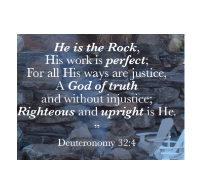 He is the Rock,
His work is perfect;
For all His ways are justice,
A God of truth
and without injustice;
Righteous and upright is He.
”
Deuteronomy 32:4